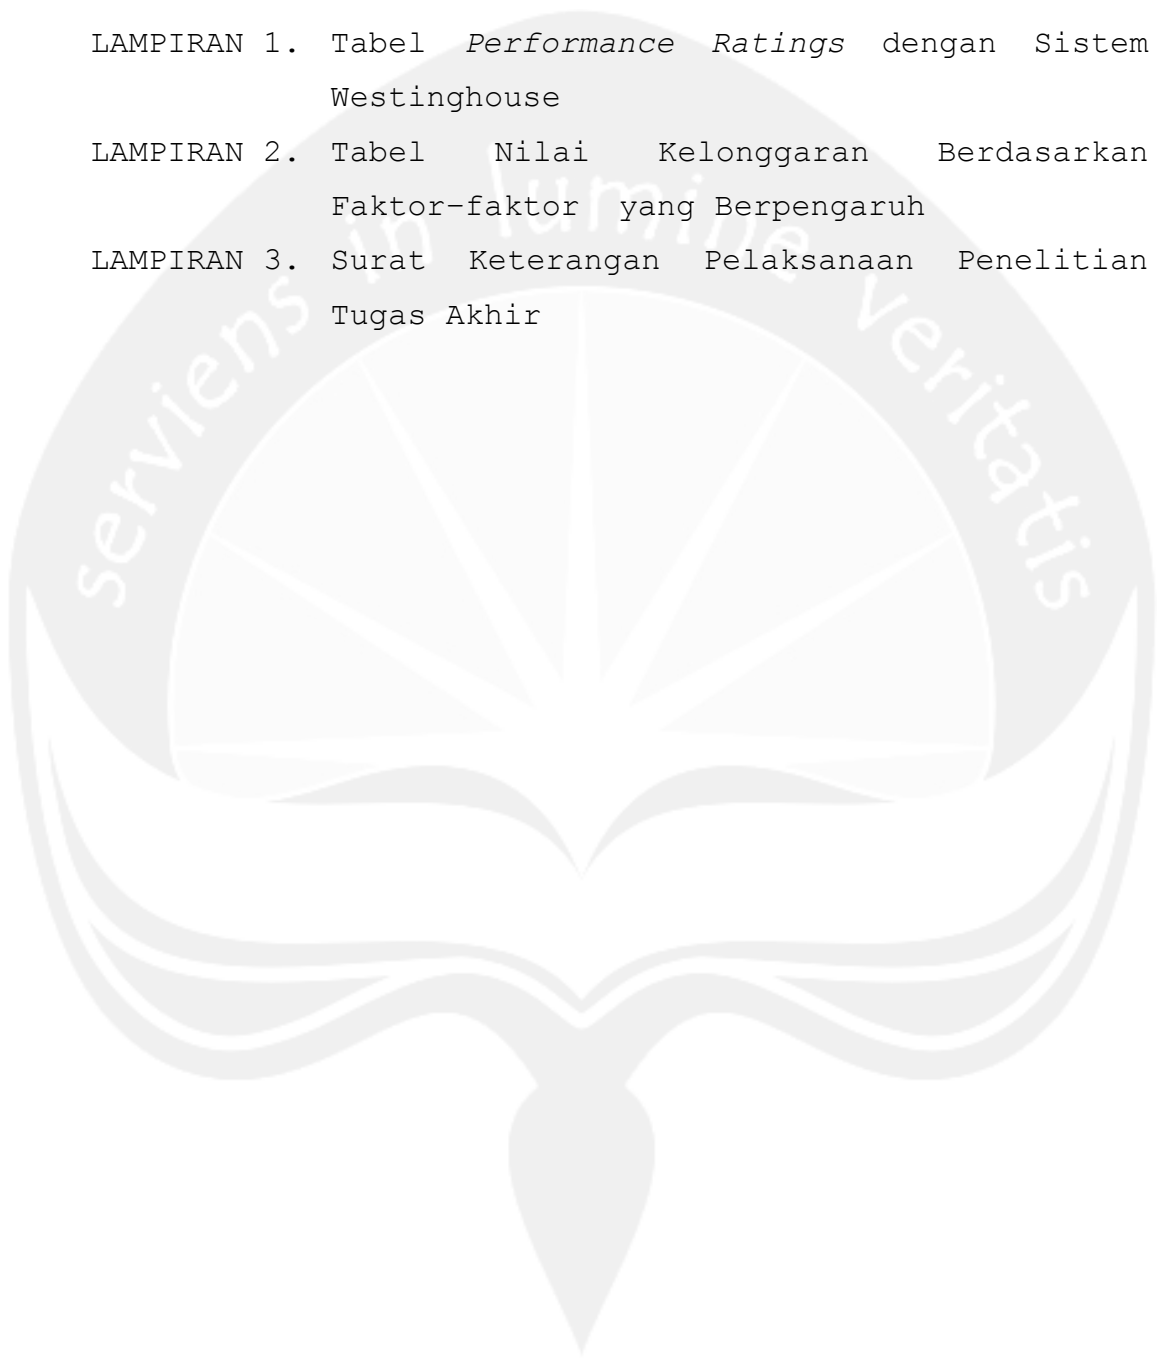 LAMPIRAN 1. Tabel Performance Ratings dengan Sistem
Westinghouse
LAMPIRAN 2. Tabel Nilai Kelonggaran Berdasarkan
Faktor-faktor yang Berpengaruh
LAMPIRAN 3. Surat Keterangan Pelaksanaan Penelitian
Tugas Akhir
serviens in lumine veritatis